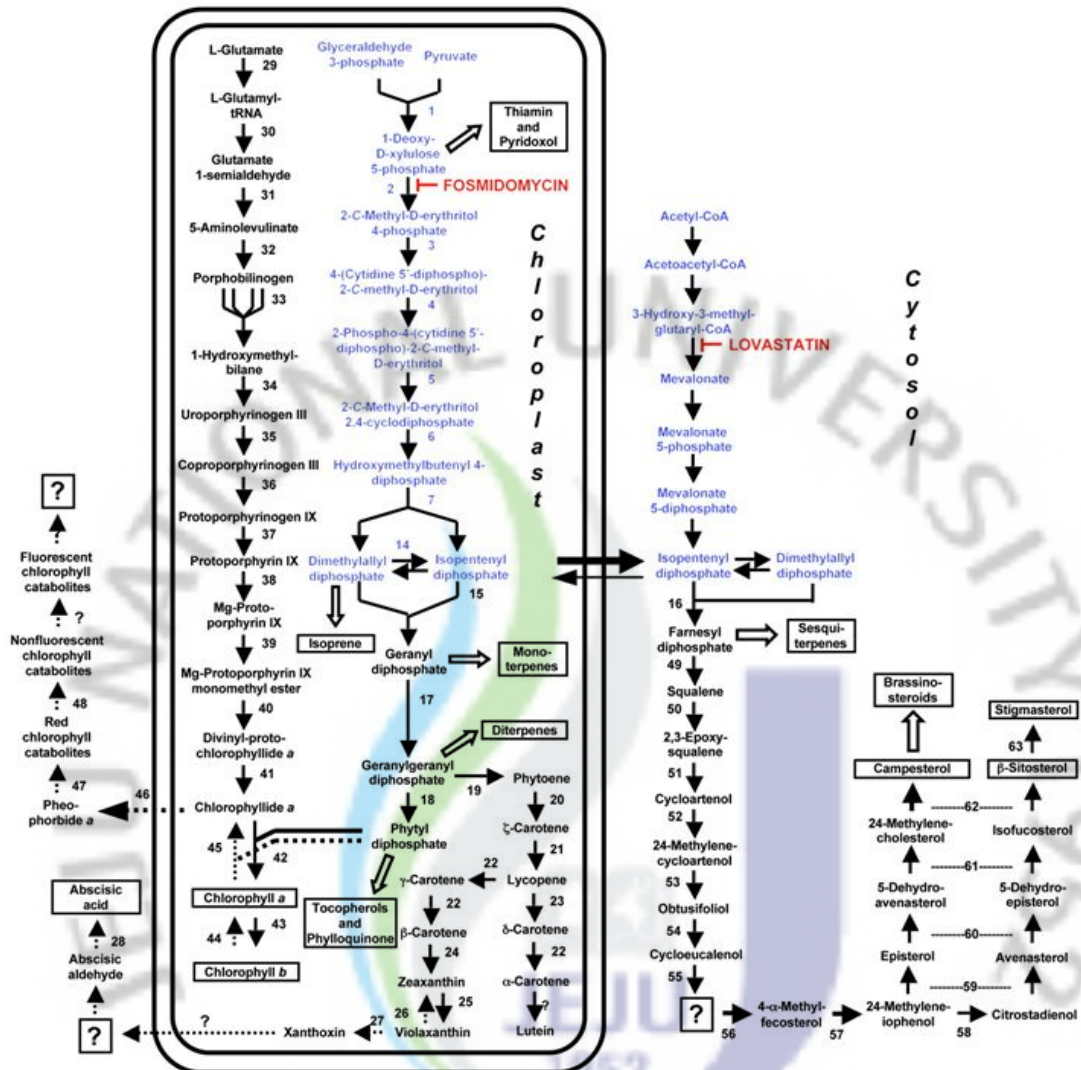 L-Glutamate
29
L-Glutamyl-
tRNA
30
Glutamate
1-semialdehyde
31
5-Aminolevulinate
32
Porphobilinogen
33
1-Hydroxymethyl-
bilane
34
Uroporphyrinogen III
35
Coproporphyrinogen III
36
Protoporphyrinogen IX
37
Protoporphyrin IX
38
Mg-Proto-
porphyrin IX
39
Mg-Protoporphyrin IX
monomethyl ester
40
Divinyl-proto-
chlorophyllide a
41
Chlorophyllide a
45
42
Chlorophyll a
44
43
Chlorophyll b
46
Pheo-
phorbide a
47
Red
chlorophyll
catabolites
48
Nonfluorescent
chlorophyll
catabolites
?
Fluorescent
chlorophyll
catabolites
?
Glyceraldehyde
3-phosphate
Pyruvate
1
1-Deoxy-
D-xylulose
5-phosphate
Thiamin
and
Pyridoxol
2
FOSMIDOMYCIN
2-C-Methyl-D-erythritol
4-phosphate
3
4-(Cytidine 5`-diphospho)-
2-C-methyl-D-erythritol
4
2-Phospho-4-(cytidine 5`-
diphospho)-2-C-methyl-
D-erythritol
5
2-C-Methyl-D-erythritol
2,4-cyclodiphosphate
6
Hydroxymethylbutenyl 4-
diphosphate
7
Dimethylallyl
diphosphate
14
Isopentenyl
diphosphate
15
Isoprene
Geranyl
diphosphate
Mono-
terpenes
17
Diterpenes
Geranylgeranyl
diphosphate
18
19
Phytoene
20
Phytyl
diphosphate
ζ-Carotene
21
Tocopherols
and
Phylloquinone
γ-Carotene
22
Lycopene
22
23
β-Carotene
δ-Carotene
24
22
Zeaxanthin
α-Carotene
26
25
?
Violaxanthin
Lutein
27
Xanthoxin
?
?
Abscisic
aldehyde
28
Abscisic
acid
Chloroplast
Cytosol
Acetyl-CoA
Acetoacetyl-CoA
3-Hydroxy-3-methyl-
glutaryl-CoA
LOVASTATIN
Mevalonate
Mevalonate
5-phosphate
Mevalonate
5-diphosphate
Isopentenyl
diphosphate
Dimethylallyl
diphosphate
16
Farnesyl
diphosphate
Sesqui-
terpenes
49
Squalene
50
2,3-Epoxy-
squalene
51
Cycloartenol
52
24-Methylene-
cycloartenol
53
Obtusifoliol
54
Cycloeucalenol
55
?
56
4-α-Methyl-
fecosterol
57
24-Methylene-
iophenol
58
Citrostadienol
59
Episterol
Avenasterol
60
5-Dehydro-
avenasterol
5-Dehydro-
episterol
61
24-Methylene-
cholesterol
Isofucosterol
62
Campesterol
β-Sitosterol
63
Brassino-
steroids
Stigmasterol
NATIONAL UNIVERSITY
JEJU
1952